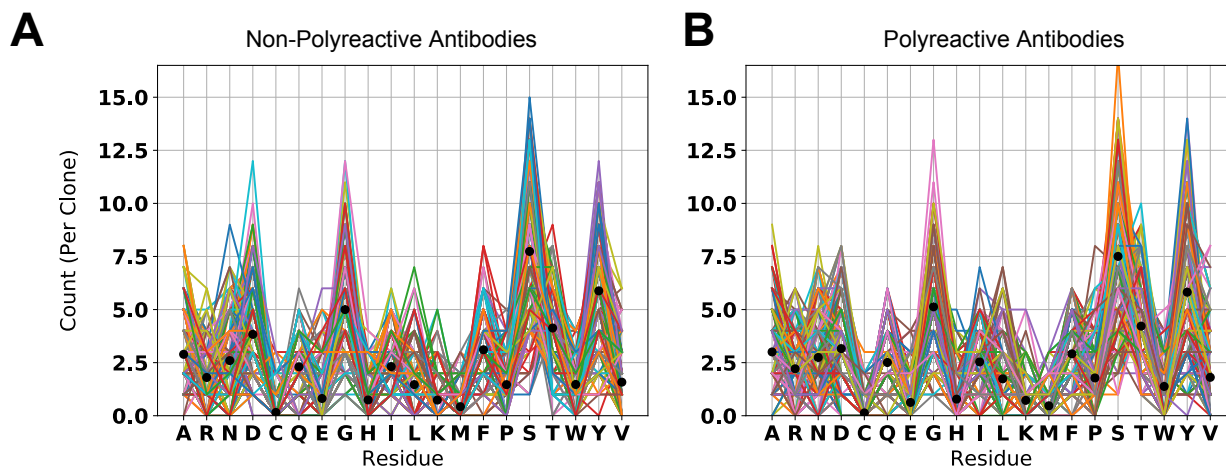 A
Non-Polyreactive Antibodies
Count (Per Clone)
15.0
12.5
10.0
7.5
5.0
2.5
0.0
A R N D C Q E G H I L K M F P S T W Y V
Residue
B
Polyreactive Antibodies
15.0
12.5
10.0
7.5
5.0
2.5
0.0
A R N D C Q E G H I L K M F P S T W Y V
Residue